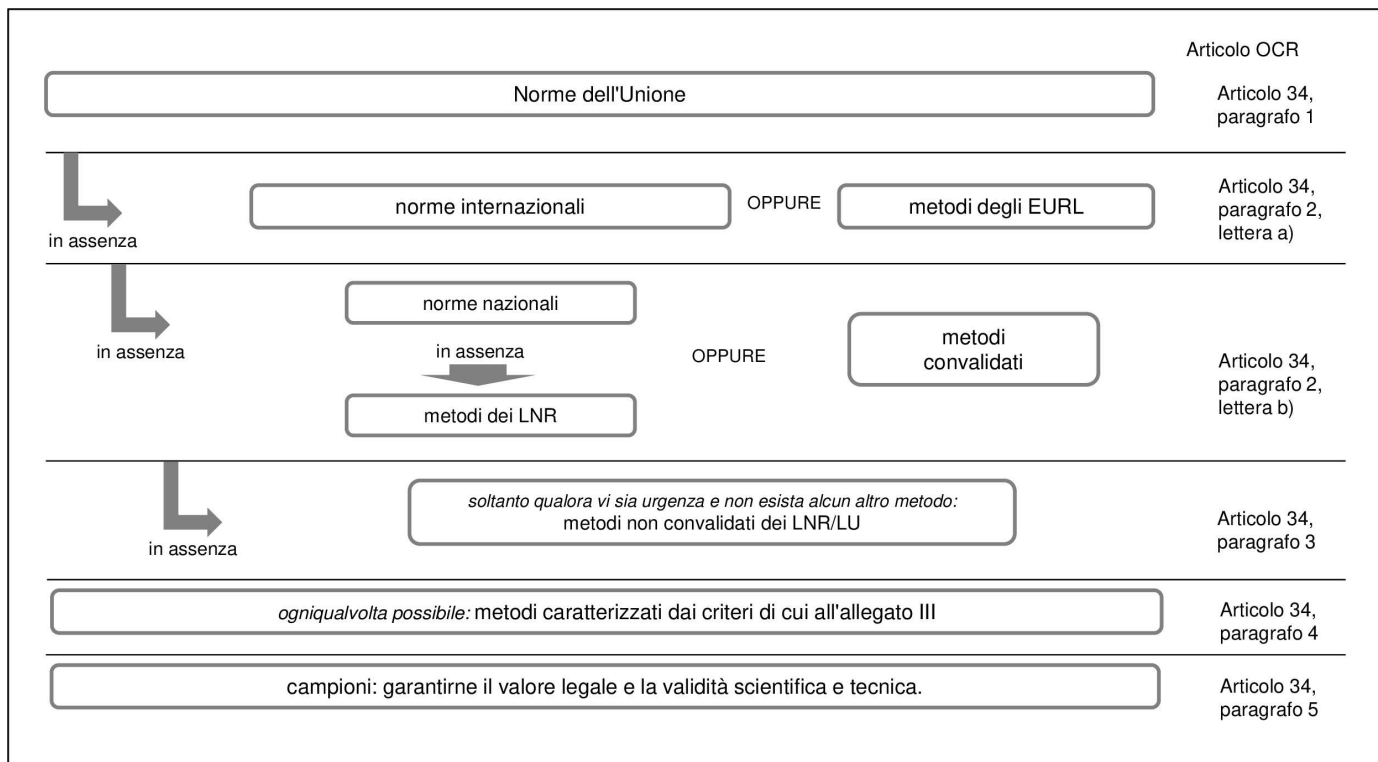 Articolo OCR
Norme dell'Unione
Articolo 34,
paragrafo 1
in assenza
norme internazionali
OPPURE
metodi degli EURL
Articolo 34,
paragrafo 2,
lettera a)
in assenza
norme nazionali
in assenza
metodi dei LNR
OPPURE
metodi
convalidati
Articolo 34,
paragrafo 2,
lettera b)
in assenza
soltanto qualora vi sia urgenza e non esista alcun altro metodo:
metodi non convalidati dei LNR/LU
Articolo 34,
paragrafo 3
ogniqualvolta possibile: metodi caratterizzati dai criteri di cui all'allegato III
Articolo 34,
paragrafo 4
campioni: garantirne il valore legale e la validità scientifica e tecnica.
Articolo 34,
paragrafo 5